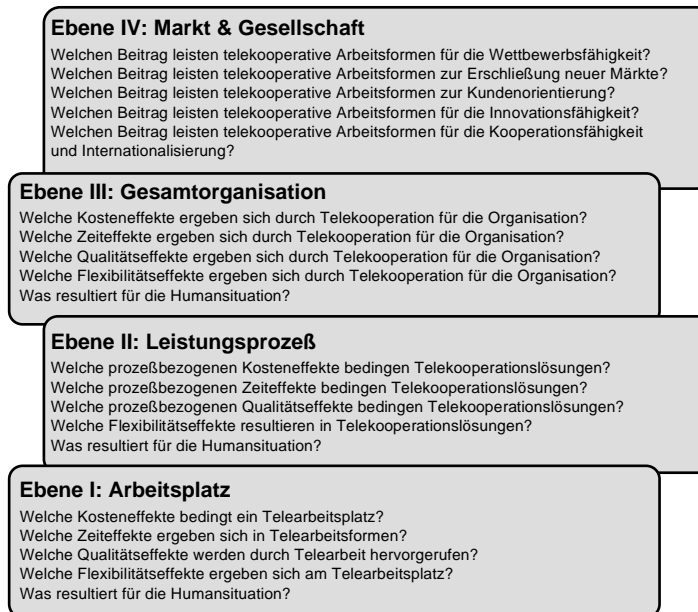 Ebene IV: Markt & Gesellschaft
Welchen Beitrag leisten telekooperative Arbeitsformen für die Wettbewerbsfähigkeit?
Welchen Beitrag leisten telekooperative Arbeitsformen zur Erschließung neuer Märkte?
Welchen Beitrag leisten telekooperative Arbeitsformen zur Kundenorientierung?
Welchen Beitrag leisten telekooperative Arbeitsformen für die Innovationsfähigkeit?
Welchen Beitrag leisten telekooperative Arbeitsformen für die Kooperationsfähigkeit
und Internationalisierung?
Ebene III: Gesamtorganisation
Welche Kosteneffekte ergeben sich durch Telekooperation für die Organisation?
Welche Zeiteffekte ergeben sich durch Telekooperation für die Organisation?
Welche Qualitätseffekte ergeben sich durch Telekooperation für die Organisation?
Welche Flexibilitätseffekte ergeben sich durch Telekooperation für die Organisation?
Was resultiert für die Humansituation?
Ebene II: Leistungsprozeß
Welche prozeßbezogenen Kosteneffekte bedingen Telekooperationslösungen?
Welche prozeßbezogenen Zeiteffekte bedingen Telekooperationslösungen?
Welche prozeßbezogenen Qualitätseffekte bedingen Telekooperationslösungen?
Welche Flexibilitätseffekte resultieren in Telekooperationslösungen?
Was resultiert für die Humansituation?
Ebene I: Arbeitsplatz
Welche Kosteneffekte bedingt ein Telearbeitsplatz?
Welche Zeiteffekte ergeben sich in Telearbeitsformen?
Welche Qualitätseffekte werden durch Telearbeit hervorgerufen?
Welche Flexibilitätseffekte ergeben sich am Telearbeitsplatz?
Was resultiert für die Humansituation?